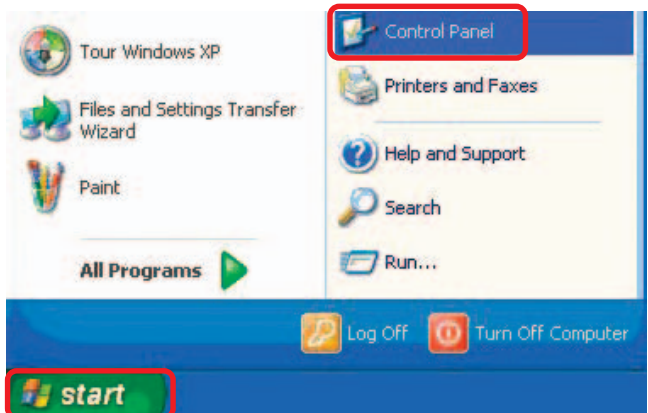 Tour Windows XP
Files and Settings Transfer
Wizard
Paint
All Programs
Control Panel
Printers and Faxes
Help and Support
Search
Run...
Log Off
Turn Off Computer
start